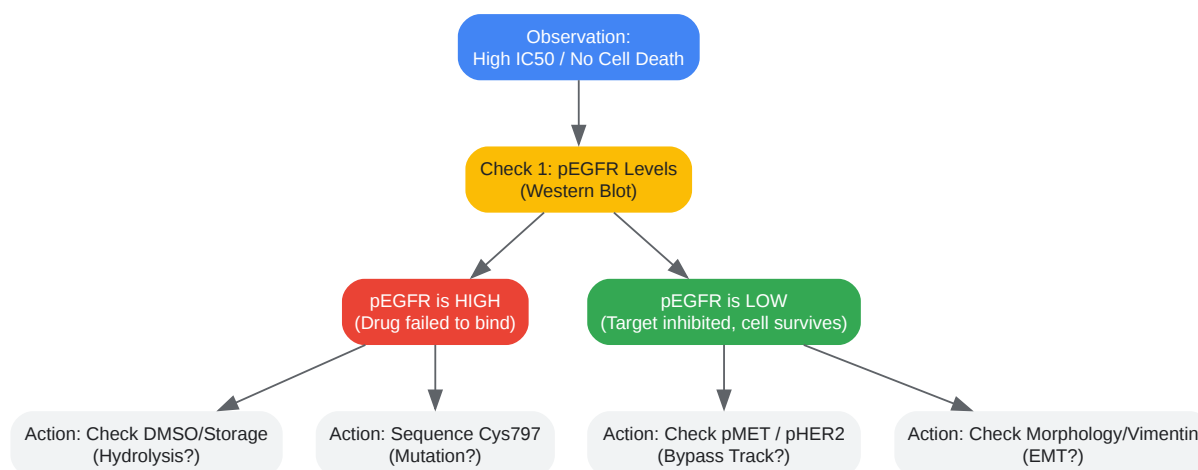 Observation:
High IC50 / No Cell Death
Check 1: pEGFR Levels
(Western Blot)
pEGFR is HIGH
(Drug failed to bind)
pEGFR is LOW
(Target inhibited, cell survives)
Action: Check DMSO/Storage
(Hydrolysis?)
Action: Sequence Cys797
(Mutation?)
Action: Check pMET / pHER2
(Bypass Track?)
Action: Check Morphology/Vimentin
(EMT?)